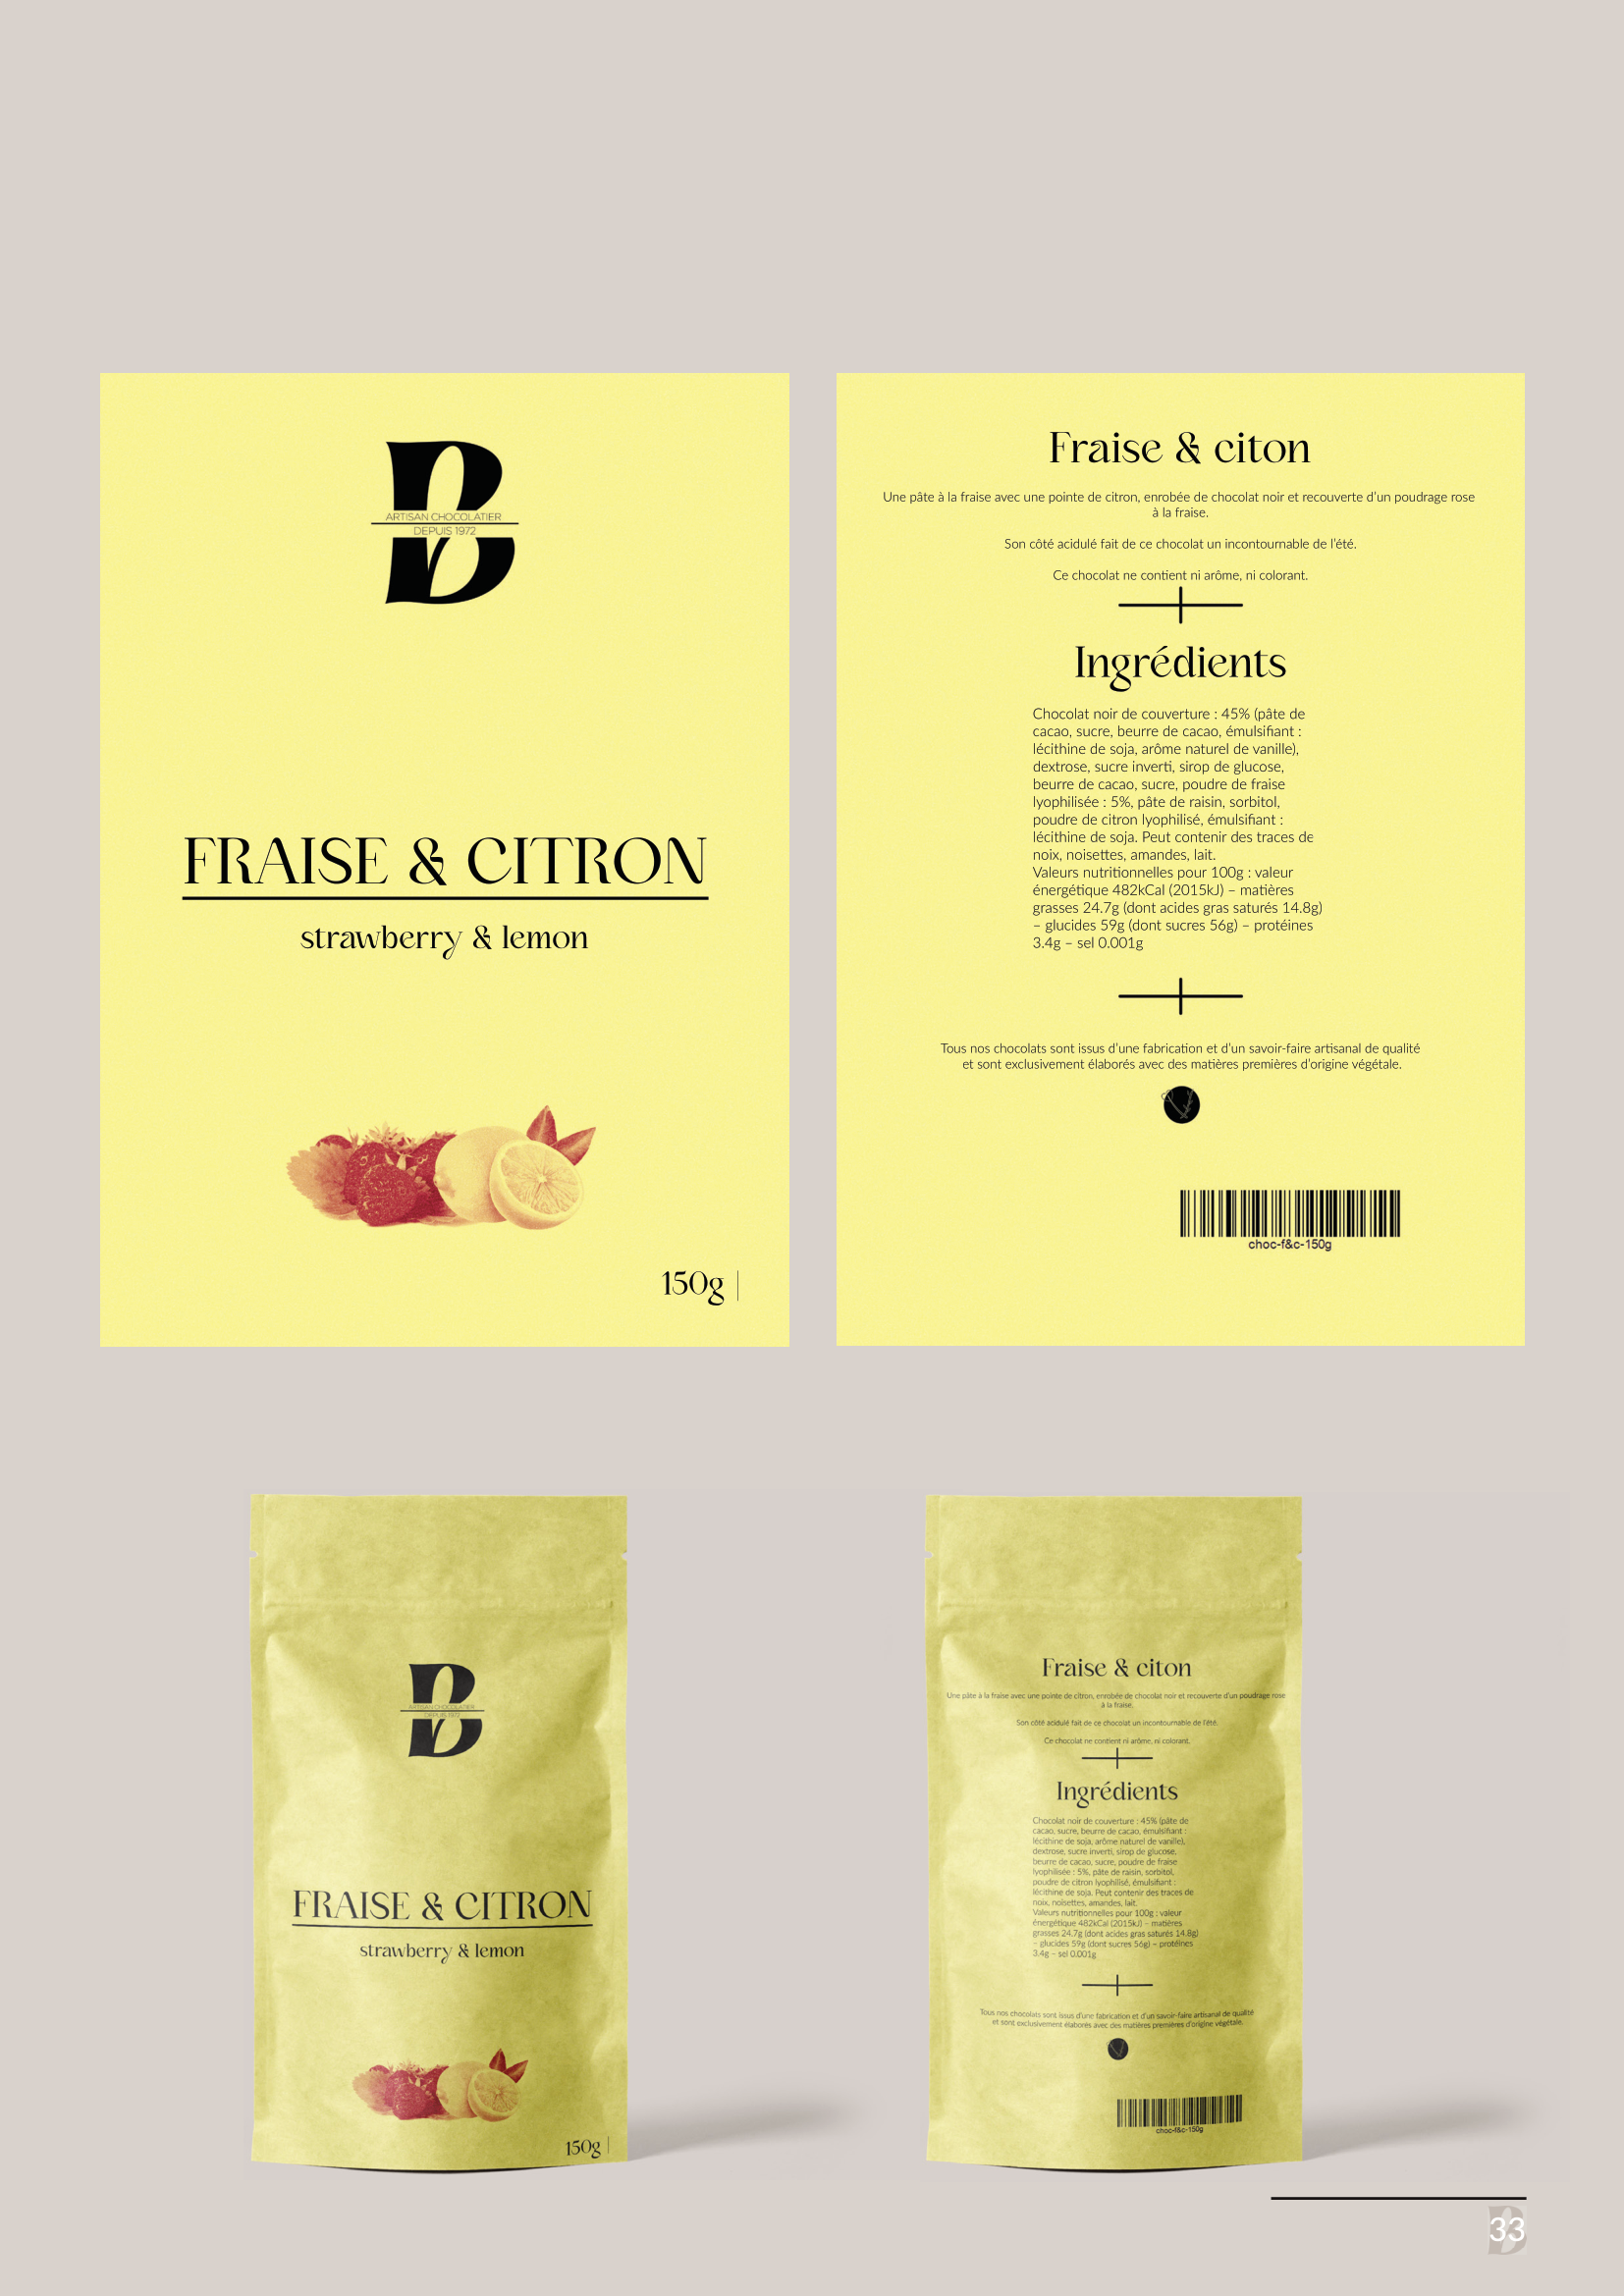 B
ARTISAN CHOCOLATIER
DEPUIS 1972
FRAISE & CITRON
strawberry & lemon
150g
Fraise & citon
Une pâte à la fraise avec une pointe de citron, enrobée de chocolat noir et recouverte d'un poudrage rose
à la fraise.
Son côté acidulé fait de ce chocolat un incontournable de l'été.
Ce chocolat ne contient ni arôme, ni colorant.
Ingrédients
Chocolat noir de couverture : 45% (pâte de
cacao, sucre, beurre de cacao, émulsifiant :
lécithine de soja, arôme naturel de vanille),
dextrose, sucre inverti, sirop de glucose,
beurre de cacao, sucre, poudre de fraise
lyophilisée : 5%, pâte de raisin, sorbitol,
poudre de citron lyophilisé, émulsifiant :
lécithine de soja. Peut contenir des traces de
noix, noisettes, amandes, lait.
Valeurs nutritionnelles pour 100g : valeur
énergétique 482kCal (2015kJ) – matières
grasses 24.7g (dont acides gras saturés 14.8g)
– glucides 59g (dont sucres 56g) – protéines
3.4g – sel 0.001g
Tous nos chocolats sont issus d'une fabrication et d'un savoir-faire artisanal de qualité
et sont exclusivement élaborés avec des matières premières d'origine végétale.
choc-f&c-150g
B
ARTISAN CHOCOLATIER
DEPUIS 1972
FRAISE & CITRON
strawberry & lemon
150g
Fraise & citon
Une pâte à la fraise avec une pointe de citron, enrobée de chocolat noir et recouverte d'un poudrage rose
à la fraise.
Son côté acidulé fait de ce chocolat un incontournable de l'été.
Ce chocolat ne contient ni arôme, ni colorant.
Ingrédients
Chocolat noir de couverture : 45% (pâte de
cacao, sucre, beurre de cacao, émulsifiant :
lécithine de soja, arôme naturel de vanille),
dextrose, sucre inverti, sirop de glucose,
beurre de cacao, sucre, poudre de fraise
lyophilisée : 5%, pâte de raisin, sorbitol,
poudre de citron lyophilisé, émulsifiant :
lécithine de soja. Peut contenir des traces de
noix, noisettes, amandes, lait.
Valeurs nutritionnelles pour 100g : valeur
énergétique 482kCal (2015kJ) – matières
grasses 24.7g (dont acides gras saturés 14.8g)
– glucides 59g (dont sucres 56g) – protéines
3.4g – sel 0.001g
Tous nos chocolats sont issus d'une fabrication et d'un savoir-faire artisanal de qualité
et sont exclusivement élaborés avec des matières premières d'origine végétale.
choc-f&c-150g
33